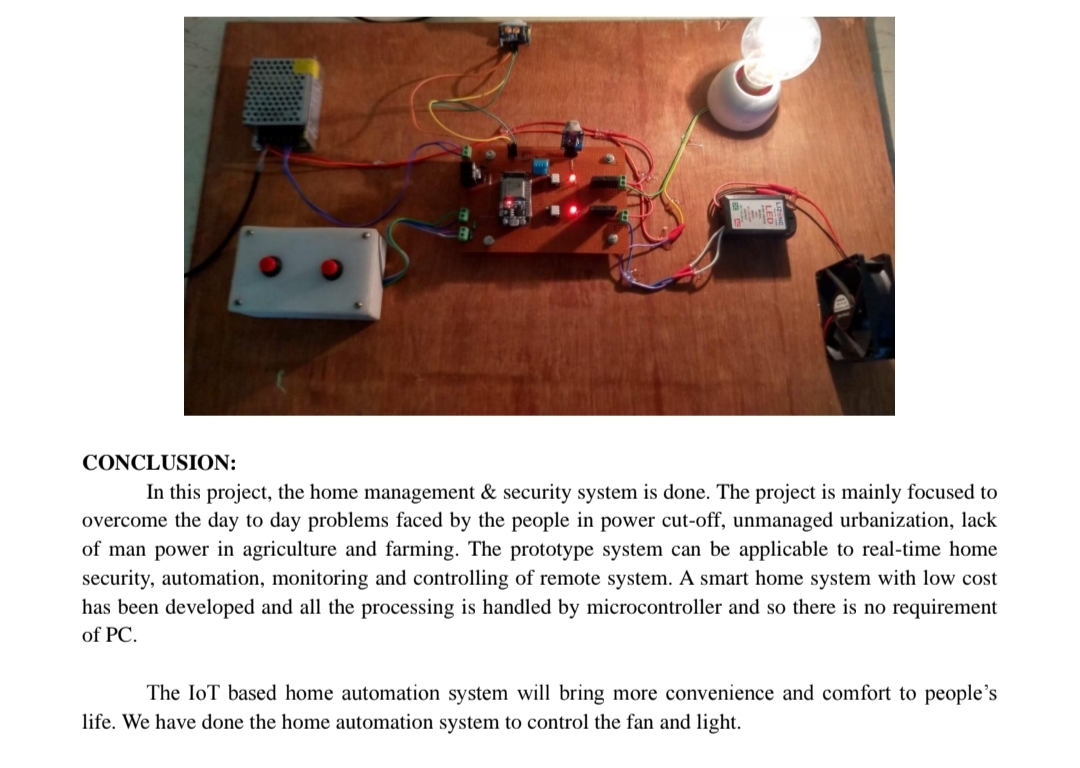 LED
CONCLUSION:
In this project, the home management & security system is done. The project is mainly focused to
overcome the day to day problems faced by the people in power cut-off, unmanaged urbanization, lack
of man power in agriculture and farming. The prototype system can be applicable to real-time home
security, automation, monitoring and controlling of remote system. A smart home system with low cost
has been developed and all the processing is handled by microcontroller and so there is no requirement
of PC.
The IoT based home automation system will bring more convenience and comfort to people’s
life. We have done the home automation system to control the fan and light.